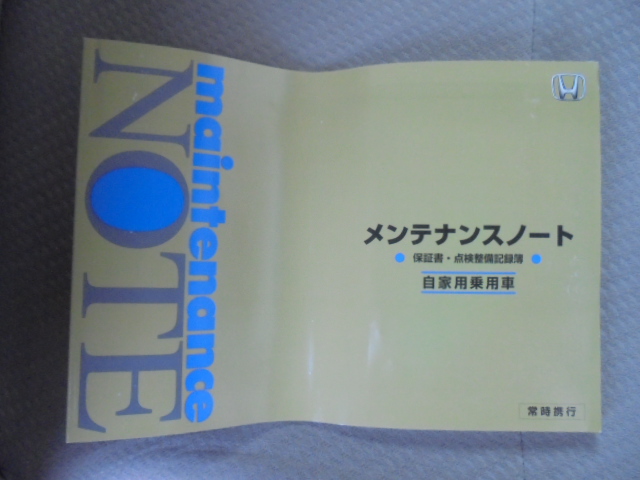 maintenance
NOTE
メンテナンスノート
● 保証書・点検整備記録簿 ●
自家用乗用車
常時携行